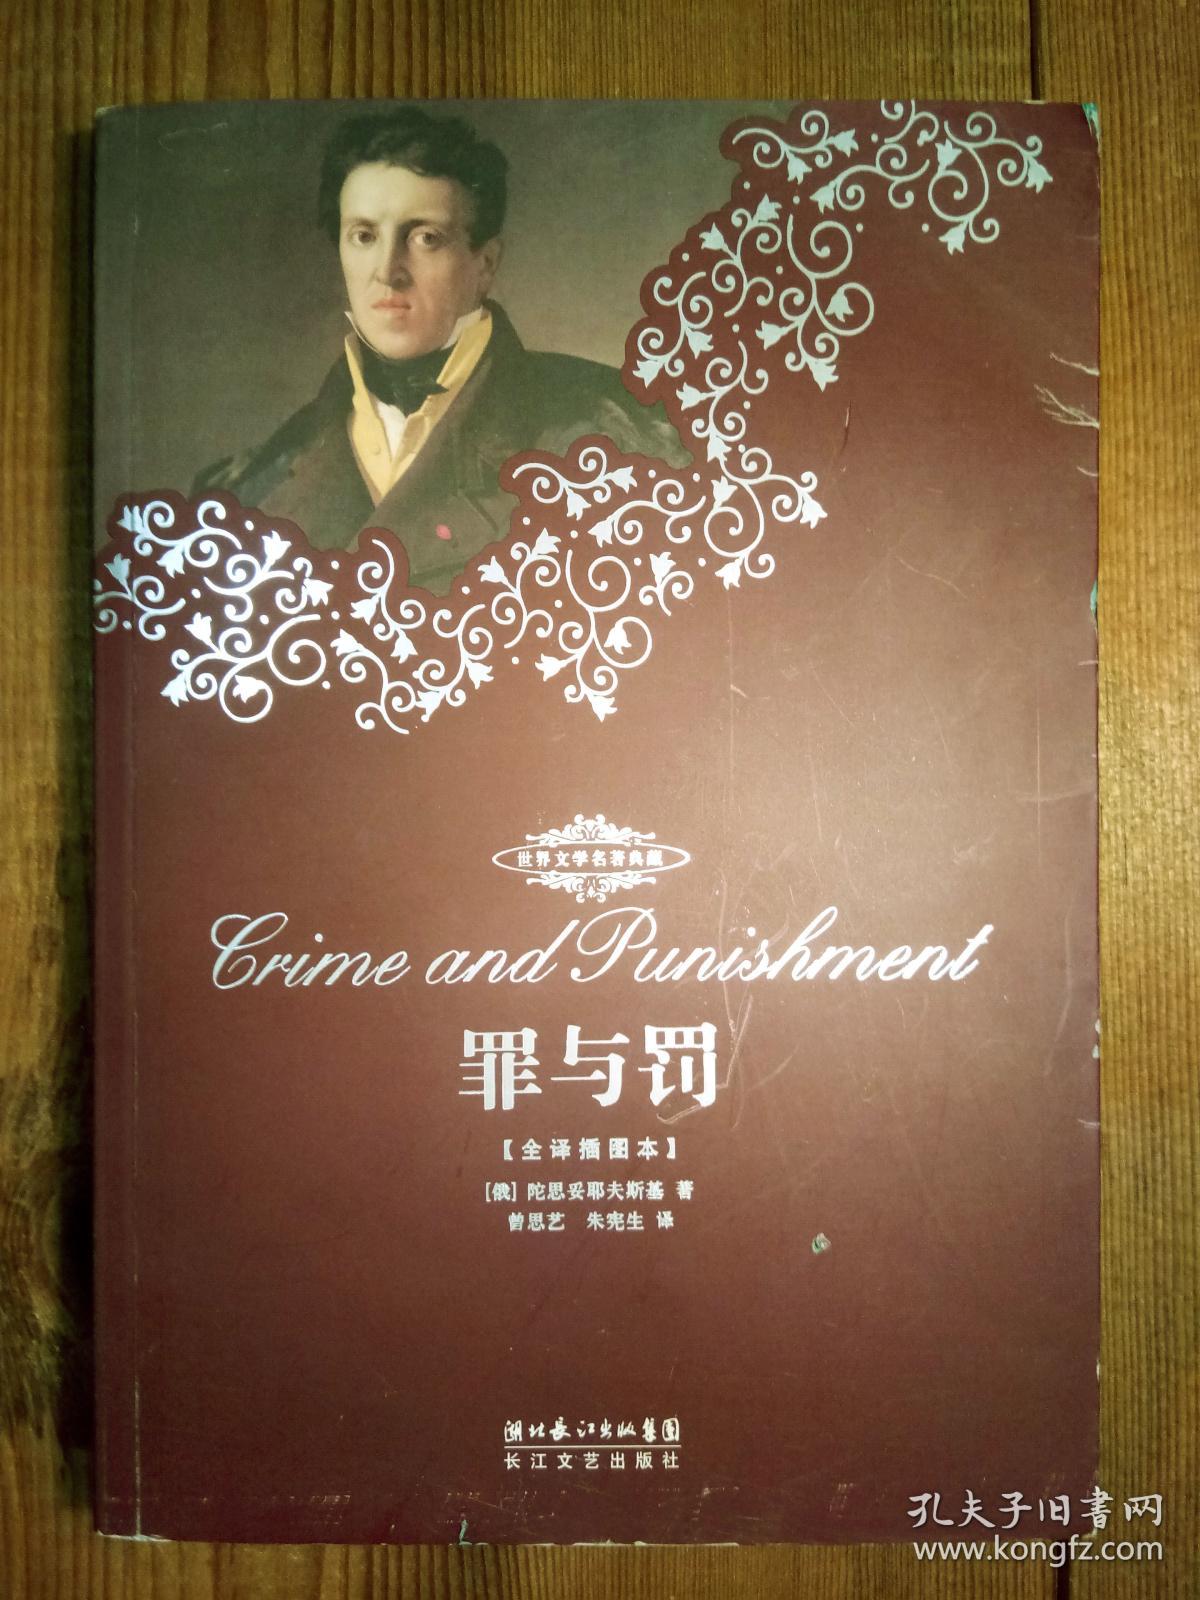 世界文学名著典藏
Crime and Punishment
罪与罚
【全译插图本】
[俄] 陀思妥耶夫斯基 著
曾思艺 朱宪生 译
湖北长江出版集团
长江文艺出版社
孔夫子旧书网
www.kongfz.com